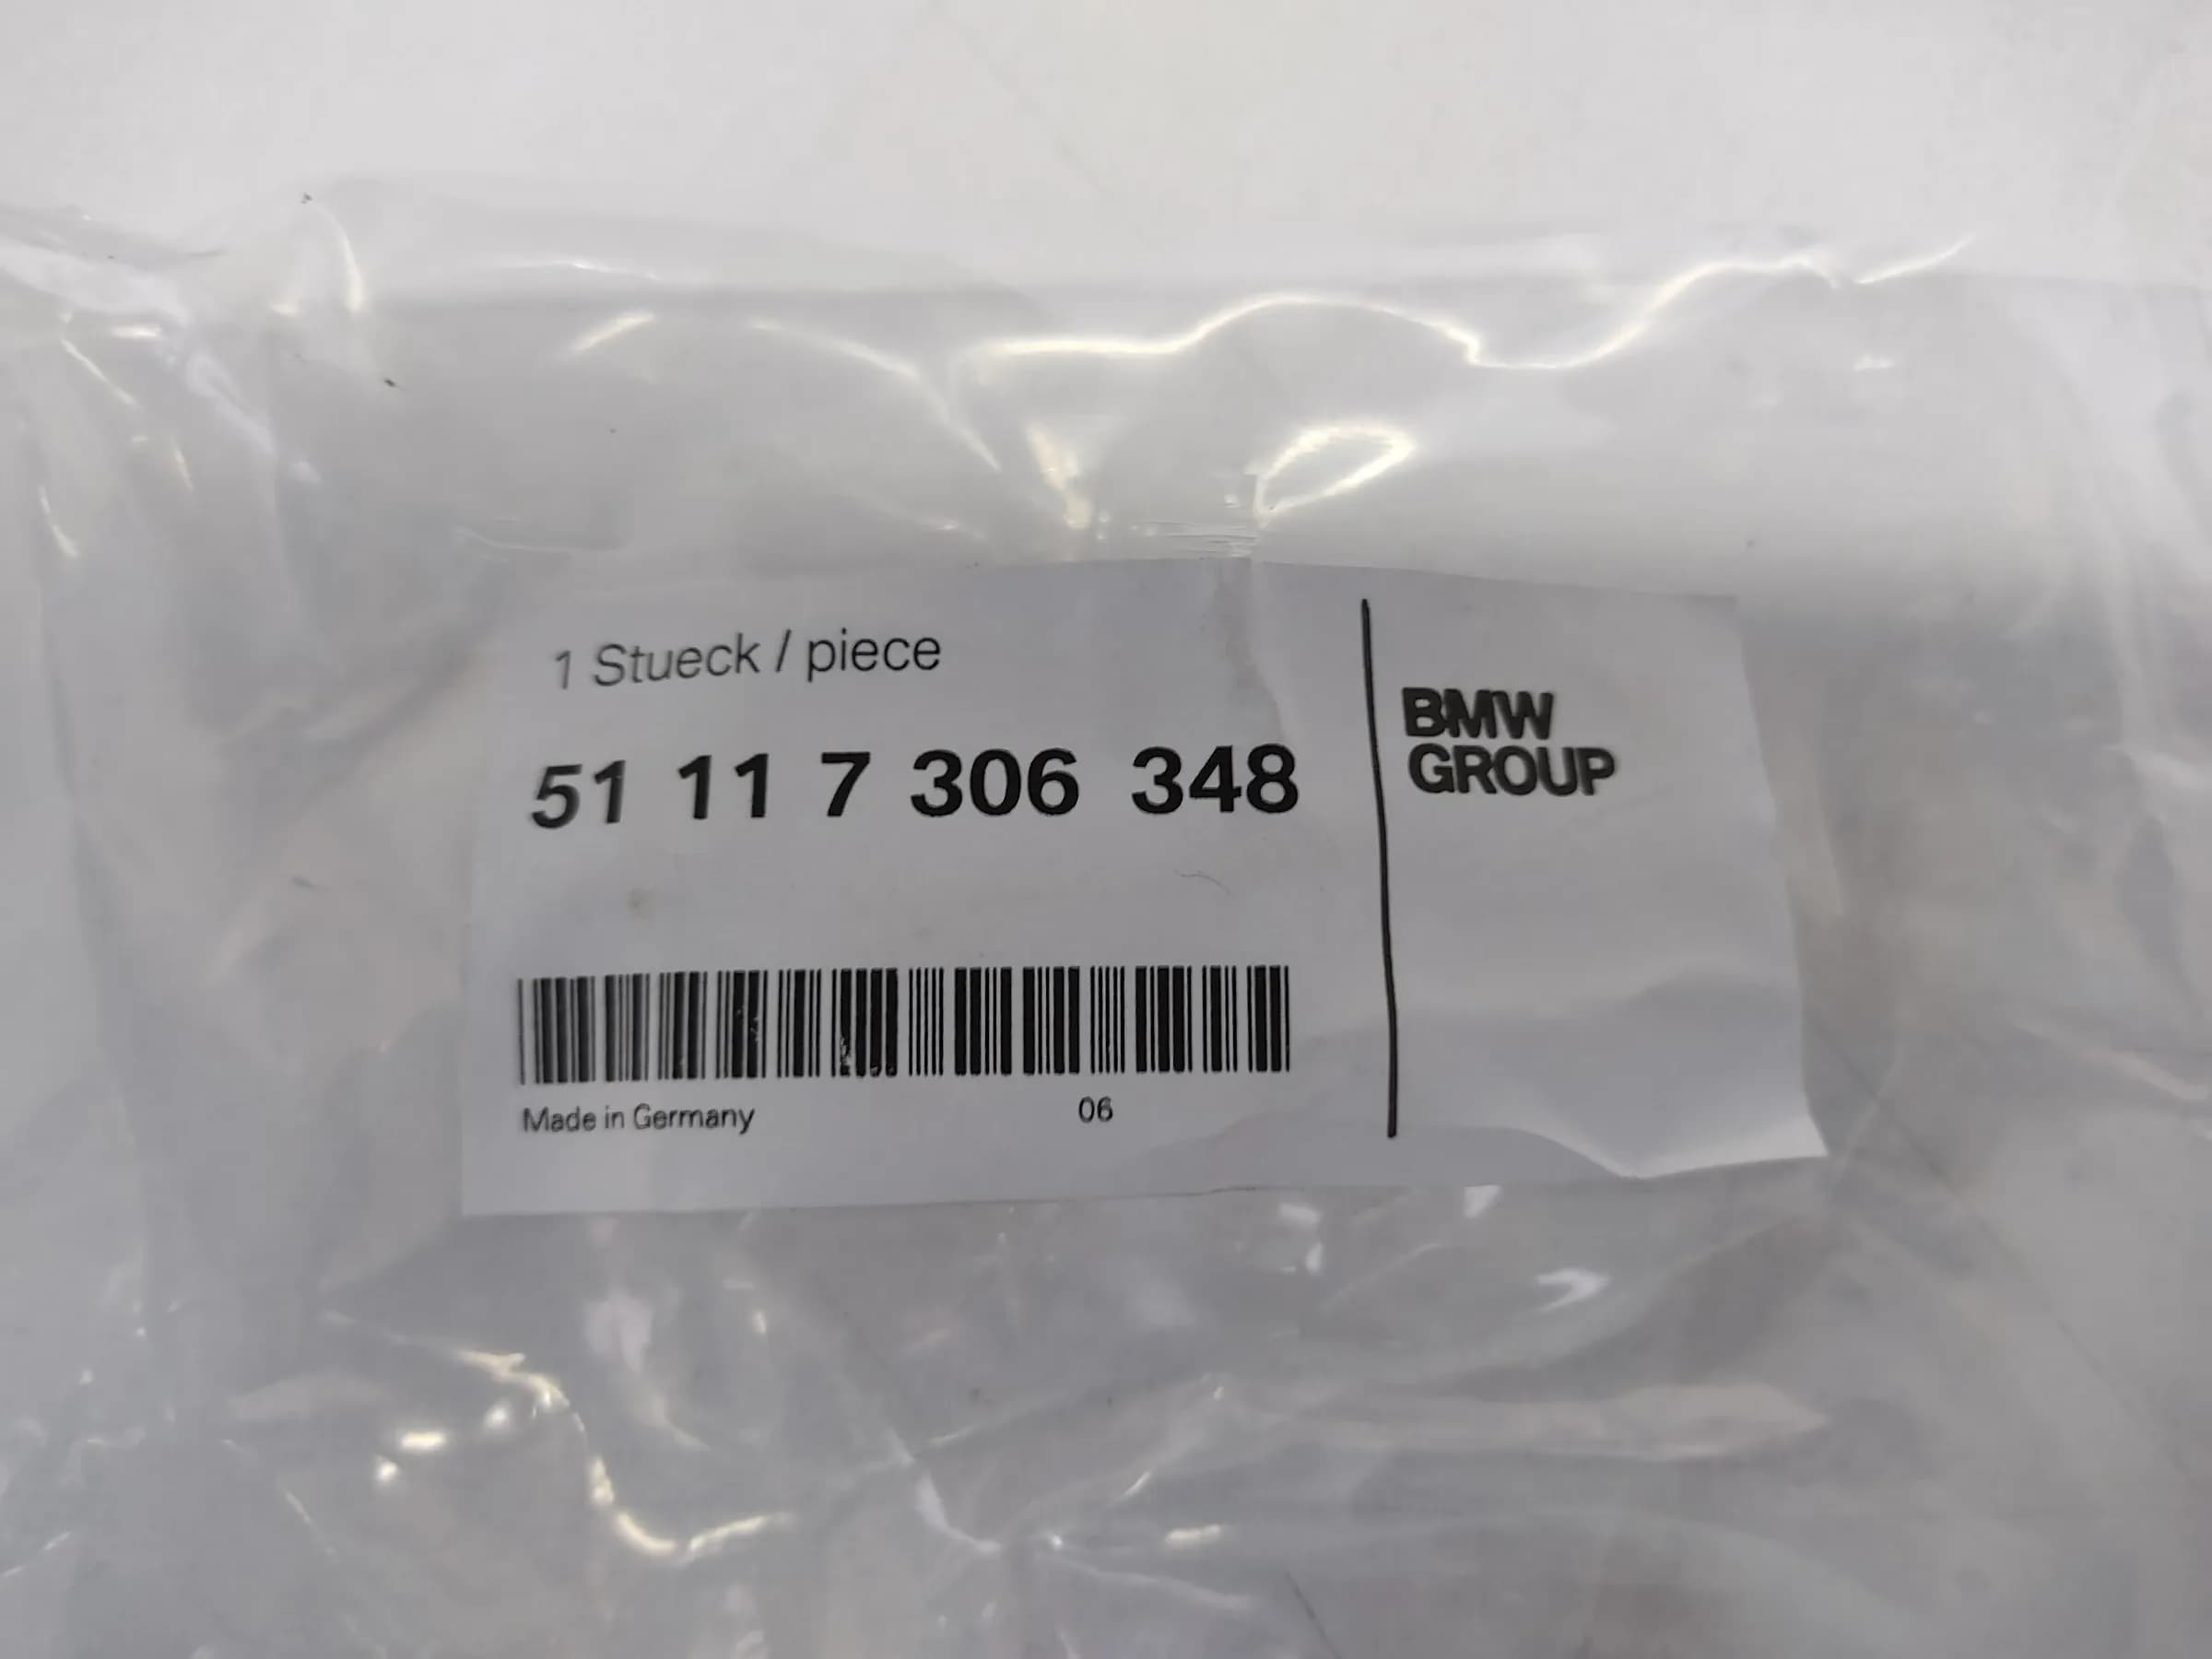 1 Stueck / piece
51 11 7 306 348
BMW
GROUP
Made in Germany
06